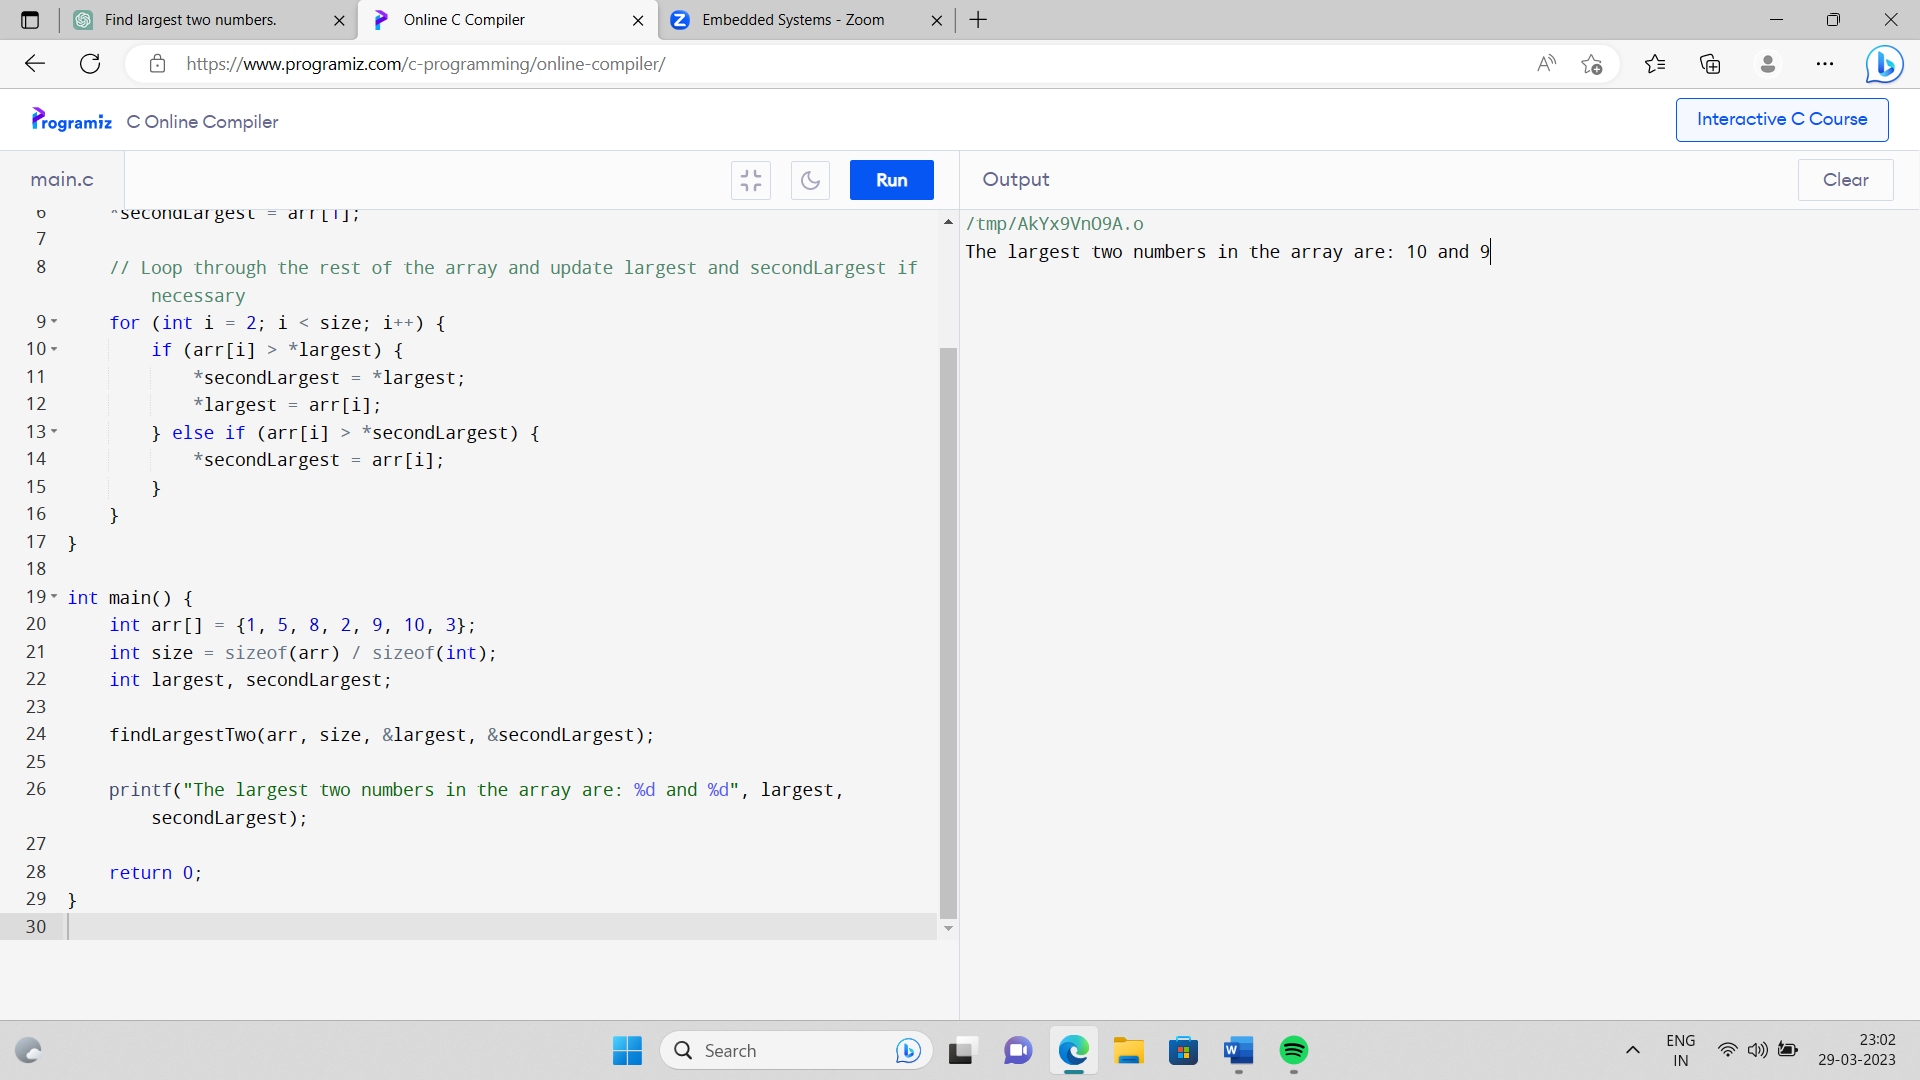 Find largest two numbers.
Online C Compiler
Embedded Systems - Zoom
https://www.programiz.com/c-programming/online-compiler/
Programiz C Online Compiler
Interactive C Course
main.c
Run
Output
Clear
6 *secondLargest = arr[1];
7
8 // Loop through the rest of the array and update largest and secondLargest if
necessary
9 for (int i = 2; i < size; i++) {
10 if (arr[i] > *largest) {
11 *secondLargest = *largest;
12 *largest = arr[i];
13 } else if (arr[i] > *secondLargest) {
14 *secondLargest = arr[i];
15 }
16 }
17 }
18
19 int main() {
20 int arr[] = {1, 5, 8, 2, 9, 10, 3};
21 int size = sizeof(arr) / sizeof(int);
22 int largest, secondLargest;
23
24 findLargestTwo(arr, size, &largest, &secondLargest);
25
26 printf("The largest two numbers in the array are: %d and %d", largest,
secondLargest);
27
28 return 0;
29 }
30
/tmp/AkYx9VnO9A.o
The largest two numbers in the array are: 10 and 9
Search
ENG
IN
23:02
29-03-2023